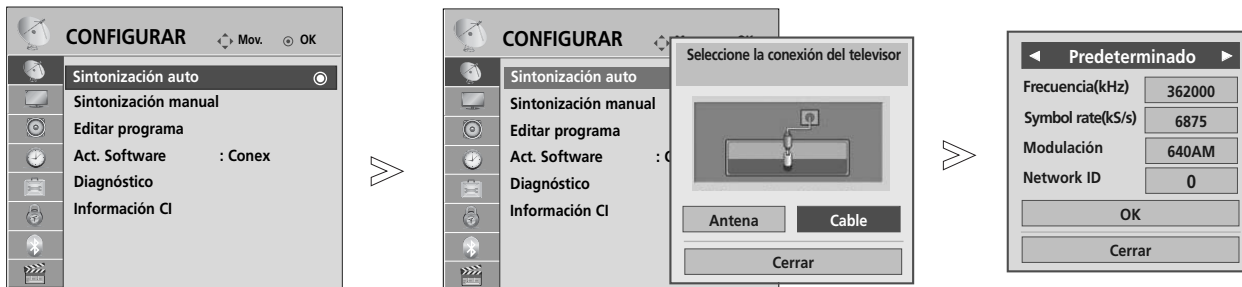 CONFIGURAR Mov. OK
Sintonización auto
Sintonización manual
Editar programa
Act. Software : Conex
Diagnóstico
Información CI
CONFIGURAR
Sintonización auto
Sintonización manual
Editar programa
Act. Software : C
Diagnóstico
Información CI
Seleccione la conexión del televisor
Antena Cable
Cerrar
Predeterminado
Frecuencia(kHz) 362000
Symbol rate(kS/s) 6875
Modulación 640AM
Network ID 0
OK
Cerrar